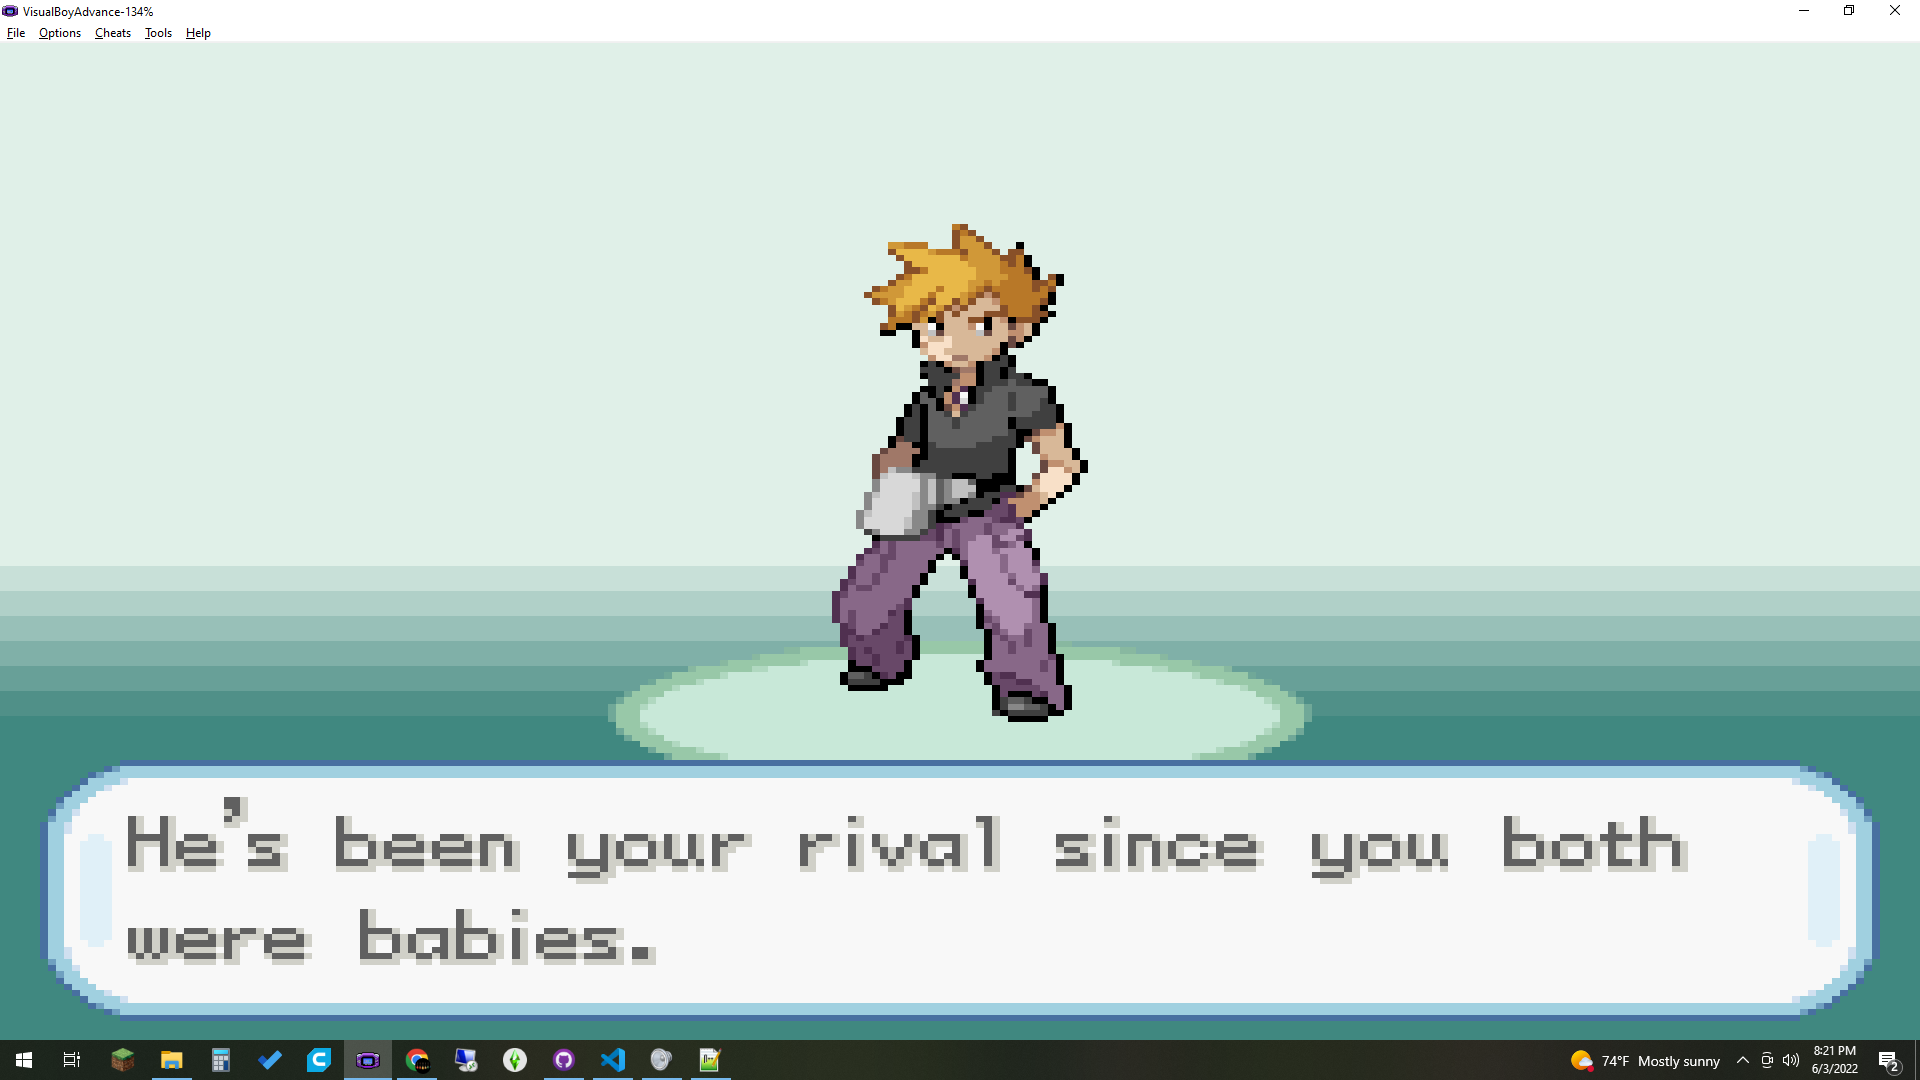 VisualBoyAdvance-134%
File Options Cheats Tools Help
He's been your rival since you both
were babies.
74°F Mostly sunny
8:21 PM
6/3/2022
2